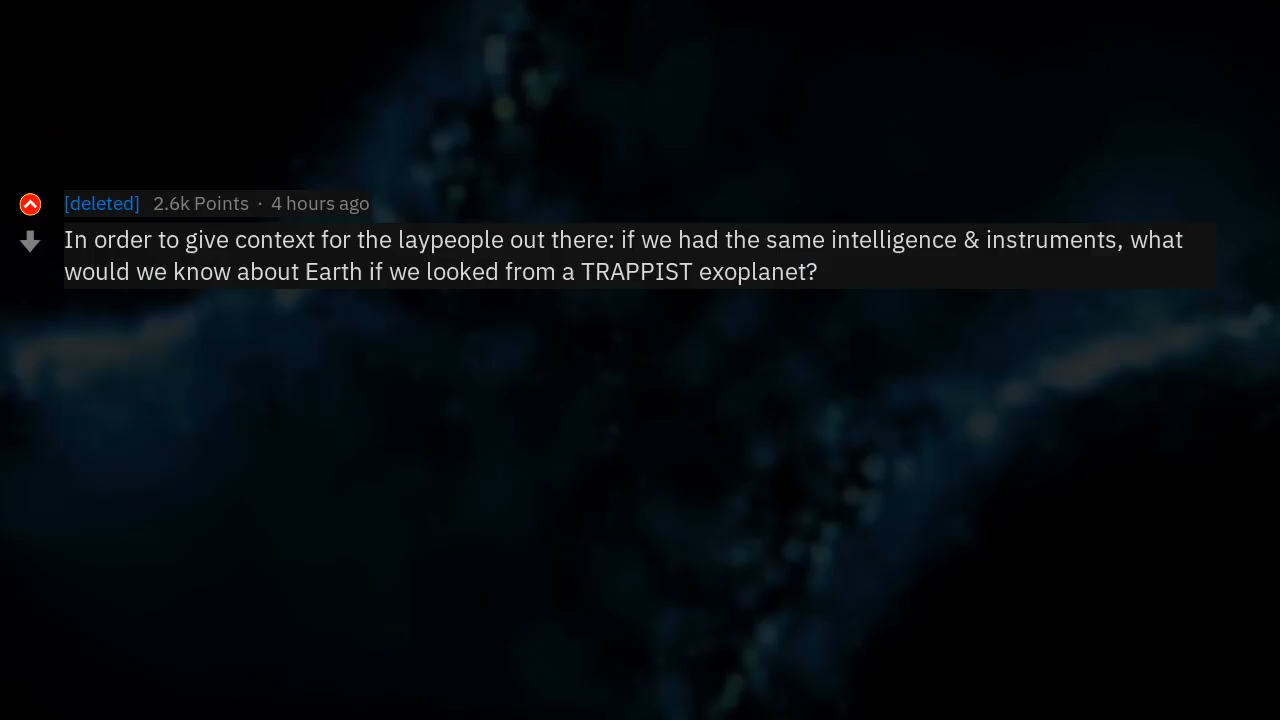 [deleted] 2.6k Points · 4 hours ago
In order to give context for the laypeople out there: if we had the same intelligence & instruments, what
would we know about Earth if we looked from a TRAPPIST exoplanet?